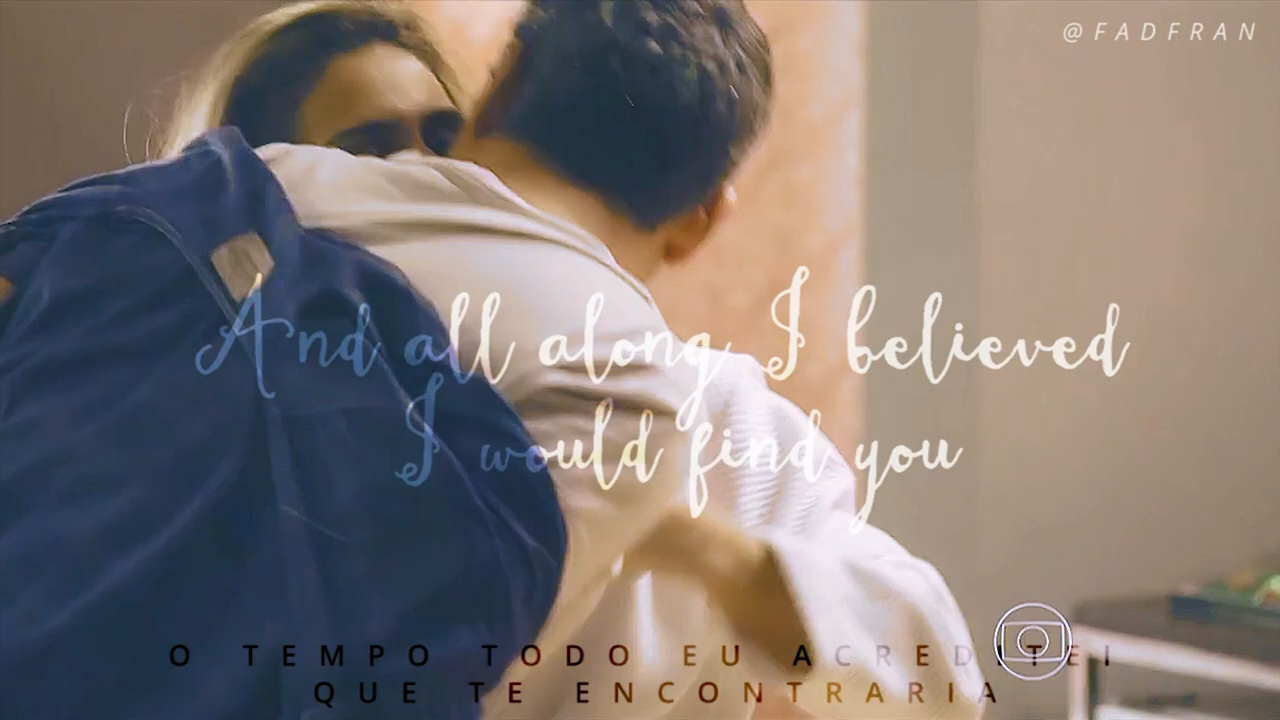 @FADFRAN
And all along I believed
I would find you
O TEMPO TODO EU ACREDITEI
QUE TE ENCONTRARIA